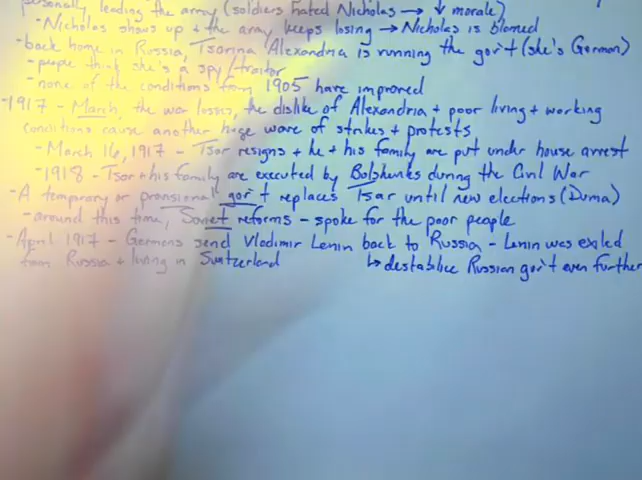 personally leading the army (soldiers hated Nicholas → ↓ morale)
- Nicholas shows up + the army keeps losing → Nicholas is blamed
- back home in Russia, Tsarina Alexandria is running the gov't (she's German)
- people think she's a spy/traitor
- none of the conditions from 1905 have improved
- 1917 - March, the war losses, the dislike of Alexandria + poor living + working
conditions cause another huge wave of strikes + protests
- March 16, 1917 - Tsar resigns + he + his family are put under house arrest
- 1918 - Tsar + his family are executed by Bolsheviks during the Civil War
- A temporary or provisional gov't replaces Tsar until new elections (Duma)
- around this time, Soviet reforms - spoke for the poor people
- April 1917 - Germans send Vladimir Lenin back to Russia - Lenin was exiled
from Russia + living in Switzerland ↳ destabilize Russian gov't even further